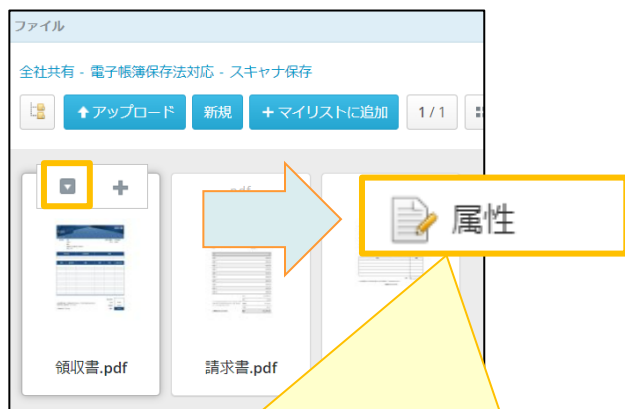 ファイル
全社共有 - 電子帳簿保存法対応 - スキャナ保存
アップロード 新規 + マイリストに追加 1 / 1
属性
領収書.pdf 請求書.pdf